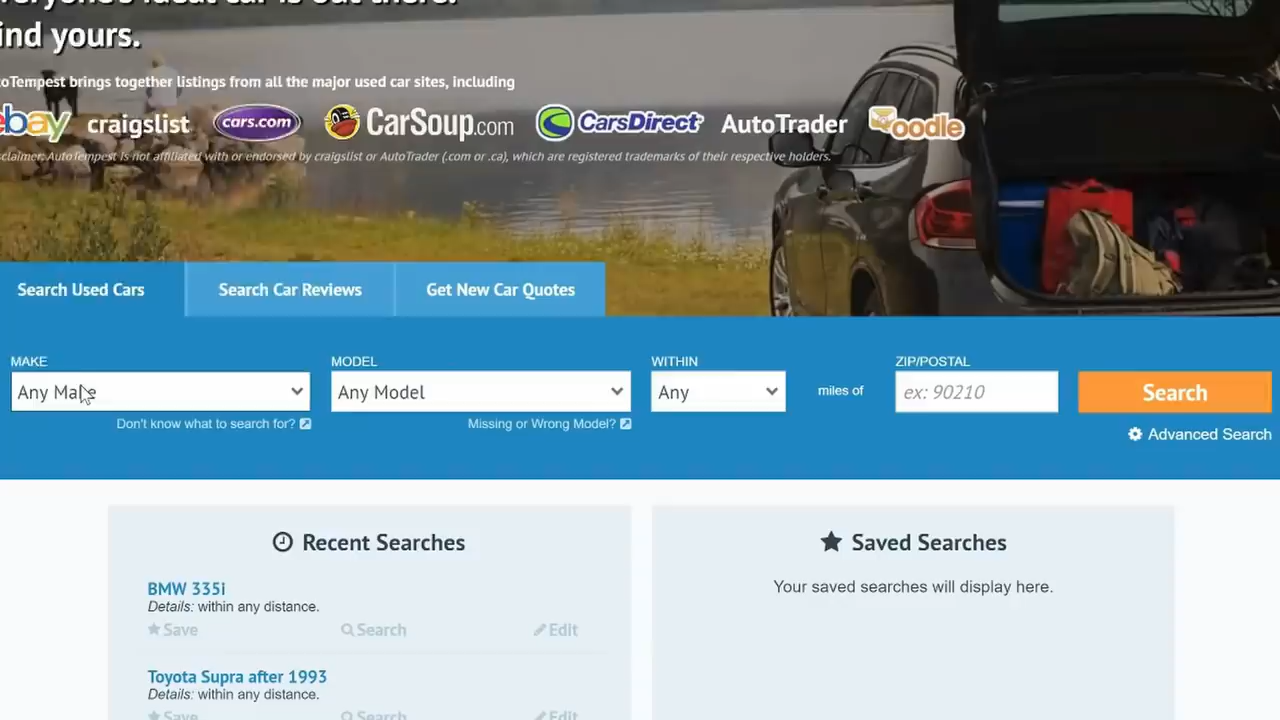 ind yours.
oTempest brings together listings from all the major used car sites, including
ebay craigslist cars.com CarSoup.com CarsDirect AutoTrader oodle
sclaimer: AutoTempest is not affiliated with or endorsed by craigslist or AutoTrader (.com or .ca), which are registered trademarks of their respective holders.
Search Used Cars Search Car Reviews Get New Car Quotes
MAKE MODEL WITHIN ZIP/POSTAL
Any Make Any Model Any miles of ex: 90210 Search
Don't know what to search for? Missing or Wrong Model? Advanced Search
Recent Searches Saved Searches
BMW 335i Your saved searches will display here.
Details: within any distance.
Save Search Edit
Toyota Supra after 1993
Details: within any distance.
Save Search Edit